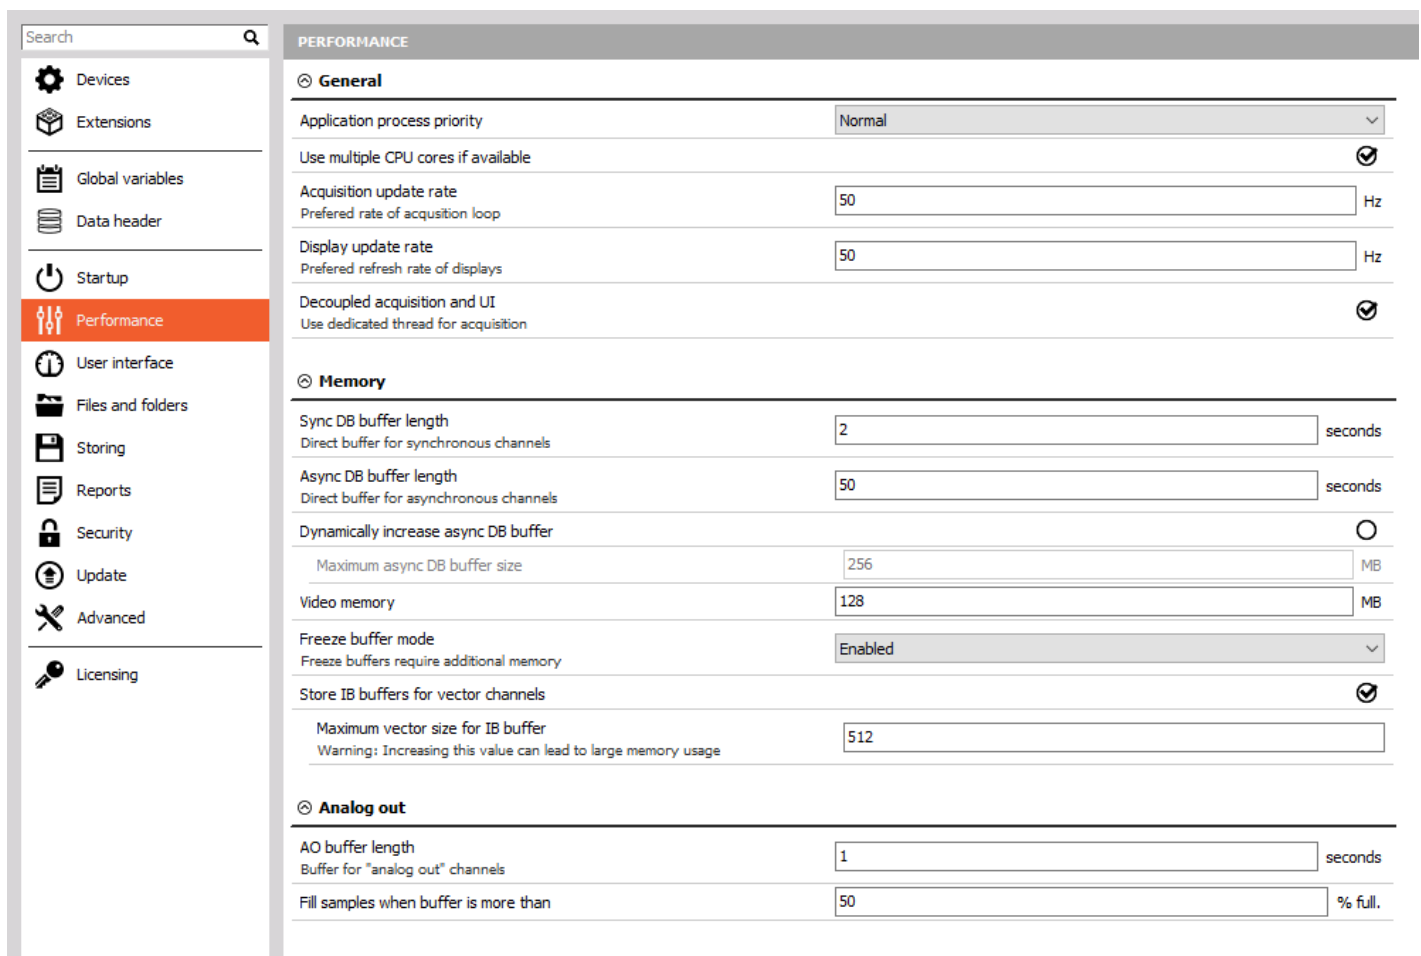 Search
Devices
Extensions
Global variables
Data header
Startup
Performance
User interface
Files and folders
Storing
Reports
Security
Update
Advanced
Licensing
PERFORMANCE
General
Application process priority Normal
Use multiple CPU cores if available
Acquisition update rate 50 Hz
Prefered rate of acqusition loop
Display update rate 50 Hz
Prefered refresh rate of displays
Decoupled acquisition and UI
Use dedicated thread for acquisition
Memory
Sync DB buffer length 2 seconds
Direct buffer for synchronous channels
Async DB buffer length 50 seconds
Direct buffer for asynchronous channels
Dynamically increase async DB buffer
Maximum async DB buffer size 256 MB
Video memory 128 MB
Freeze buffer mode Enabled
Freeze buffers require additional memory
Store IB buffers for vector channels
Maximum vector size for IB buffer 512
Warning: Increasing this value can lead to large memory usage
Analog out
AO buffer length 1 seconds
Buffer for "analog out" channels
Fill samples when buffer is more than 50 % full.